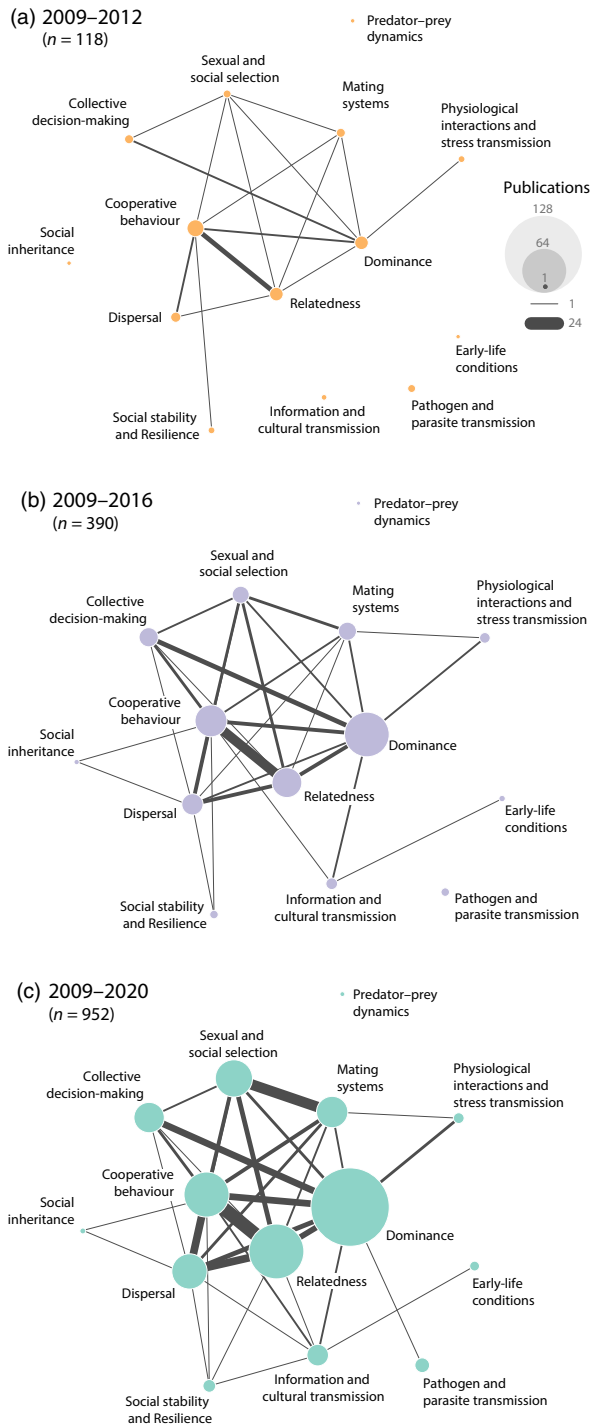 (a) 2009–2012
(n = 118)
Predator–prey
dynamics
Sexual and
social selection
Mating
systems
Collective
decision-making
Physiological
interactions and
stress transmission
Publications
128
64
1
1
24
Cooperative
behaviour
Social
inheritance
Dominance
Relatedness
Dispersal
Early-life
conditions
Information and
cultural transmission
Pathogen and
parasite transmission
Social stability
and Resilience
(b) 2009–2016
(n = 390)
Predator–prey
dynamics
Sexual and
social selection
Mating
systems
Physiological
interactions and
stress transmission
Collective
decision-making
Cooperative
behaviour
Social
inheritance
Dominance
Relatedness
Dispersal
Early-life
conditions
Social stability
and Resilience
Information and
cultural transmission
Pathogen and
parasite transmission
(c) 2009–2020
(n = 952)
Predator–prey
dynamics
Sexual and
social selection
Mating
systems
Physiological
interactions and
stress transmission
Collective
decision-making
Cooperative
behaviour
Social
inheritance
Dominance
Relatedness
Dispersal
Early-life
conditions
Information and
cultural transmission
Pathogen and
parasite transmission
Social stability
and Resilience